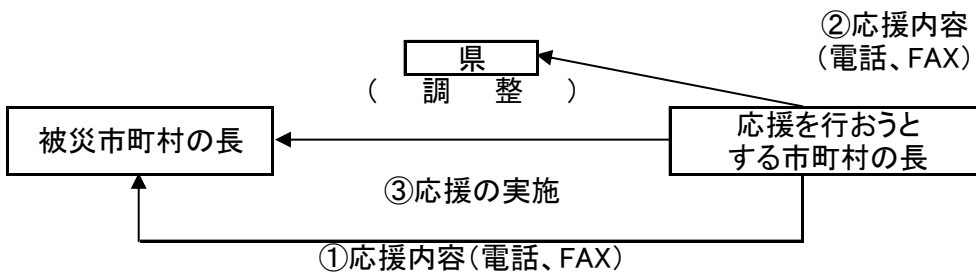 ②応援内容
（電話、FAX）
県
（　調　整　）
被災市町村の長
応援を行おうと
する市町村の長
③応援の実施
①応援内容（電話、FAX）